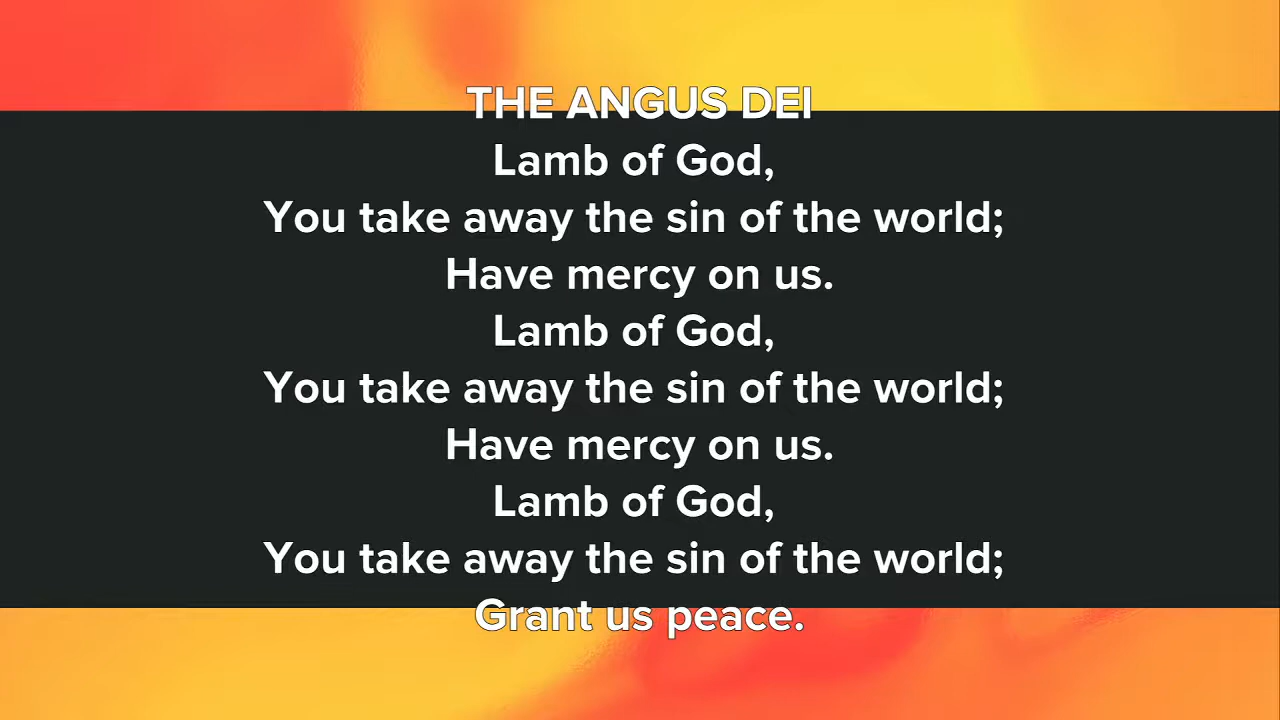 THE ANGUS DEI
Lamb of God,
You take away the sin of the world;
Have mercy on us.
Lamb of God,
You take away the sin of the world;
Have mercy on us.
Lamb of God,
You take away the sin of the world;
Grant us peace.